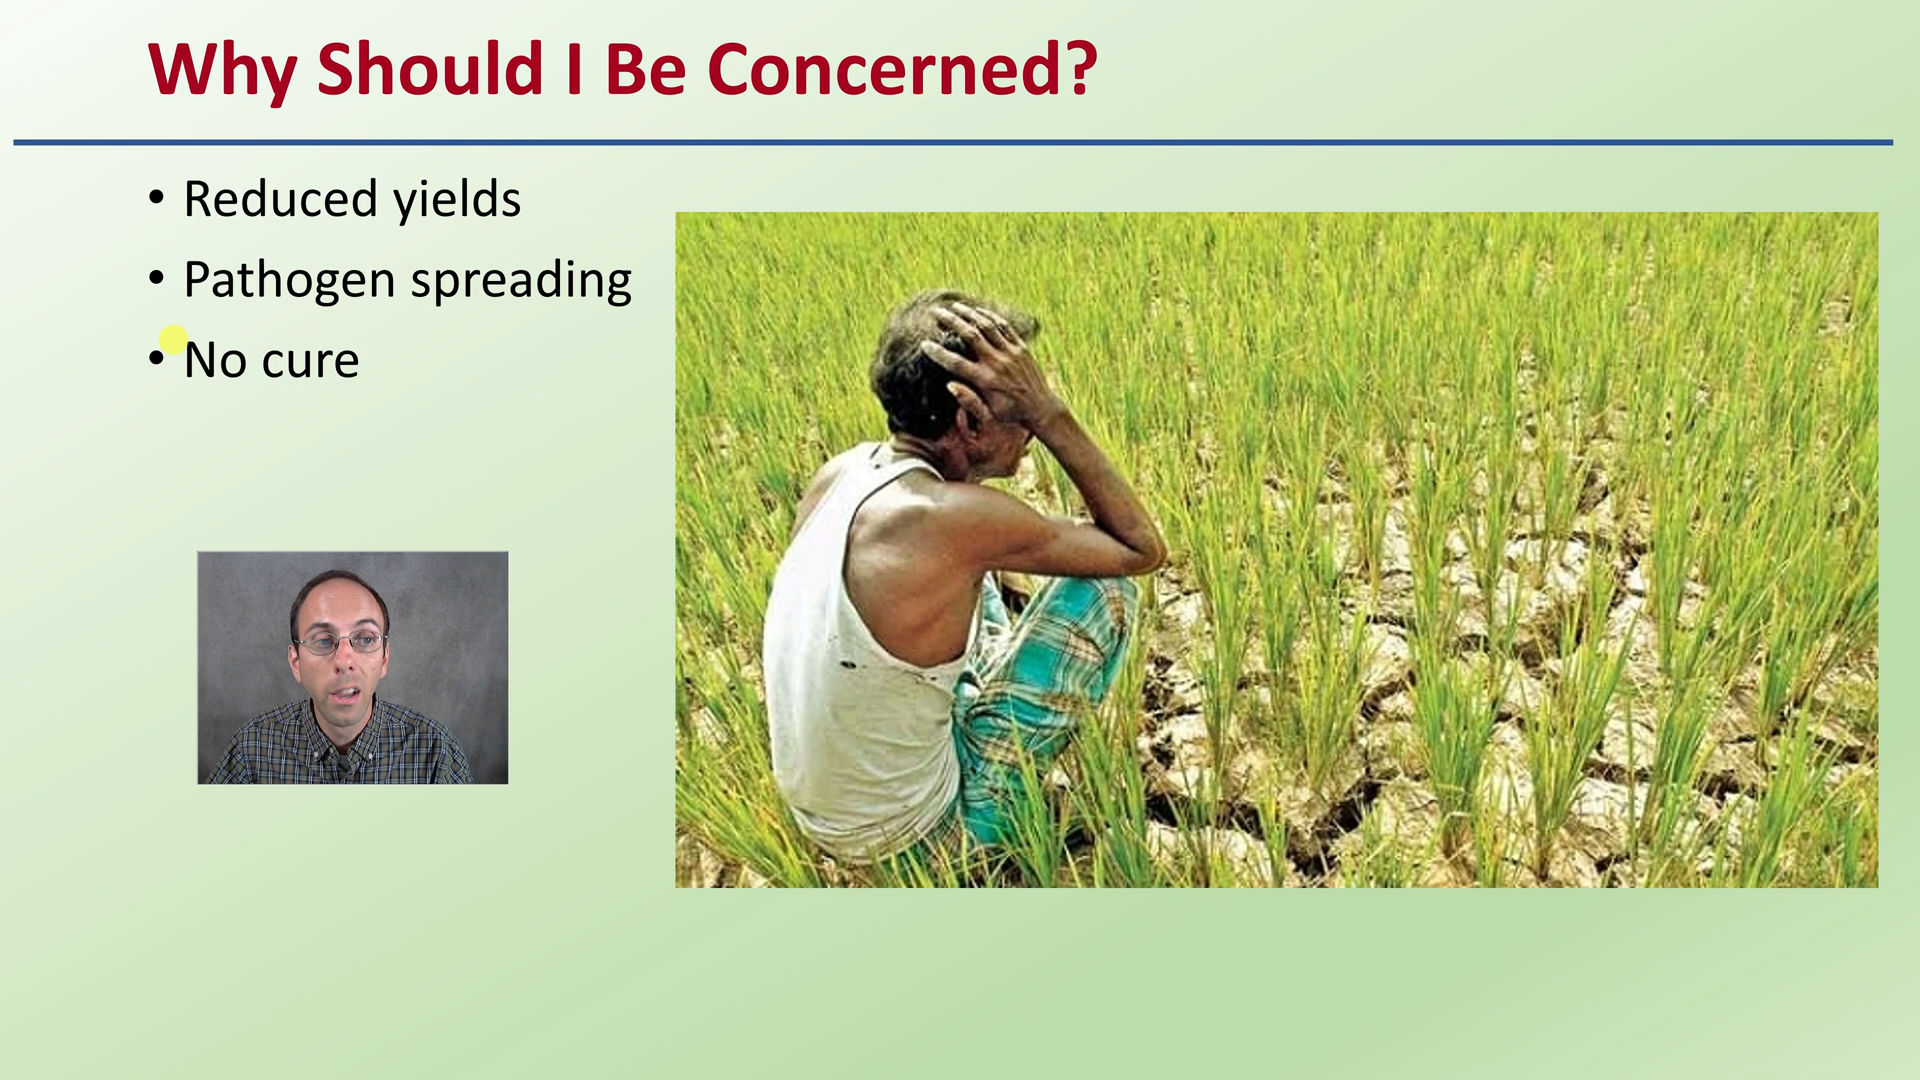 Why Should I Be Concerned?
• Reduced yields
• Pathogen spreading
• No cure